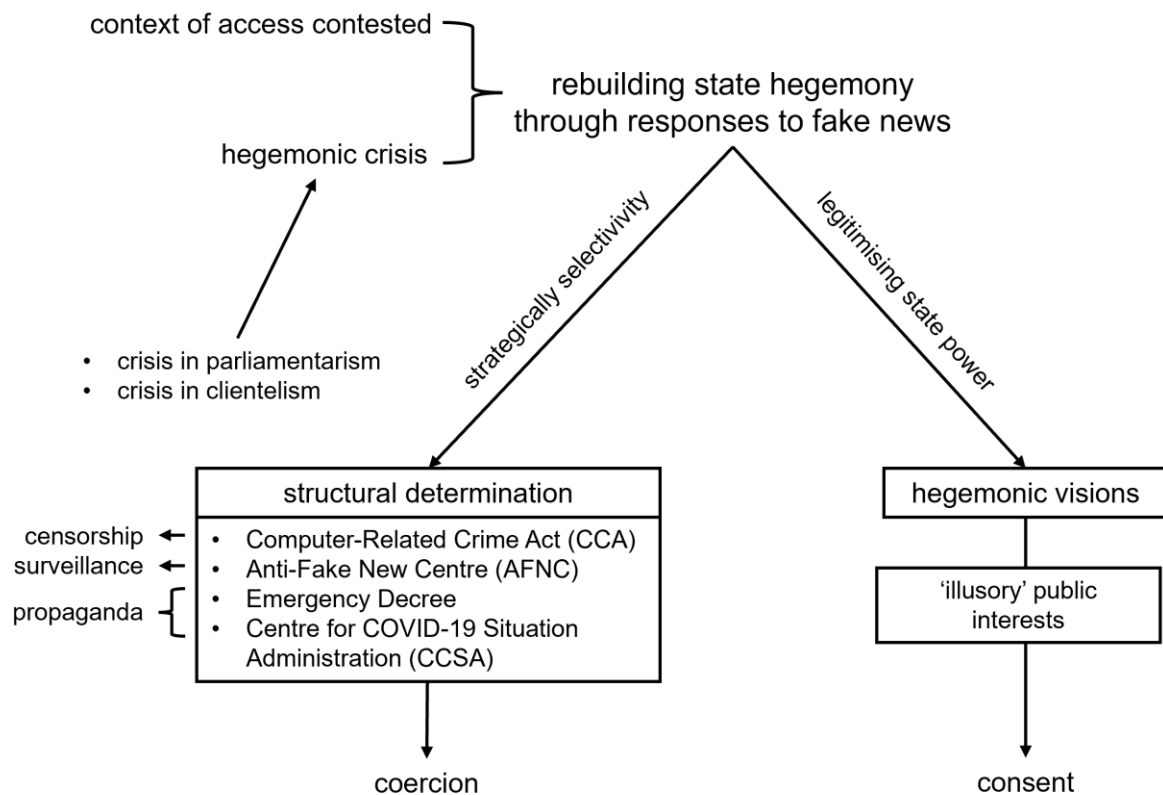 context of access contested
rebuilding state hegemony
through responses to fake news
hegemonic crisis
strategically selectivivity
legitimising state power
• crisis in parliamentarism
• crisis in clientelism
structural determination
hegemonic visions
censorship
surveillance
propaganda
• Computer-Related Crime Act (CCA)
• Anti-Fake New Centre (AFNC)
• Emergency Decree
• Centre for COVID-19 Situation
Administration (CCSA)
‘illusory’ public
interests
coercion
consent